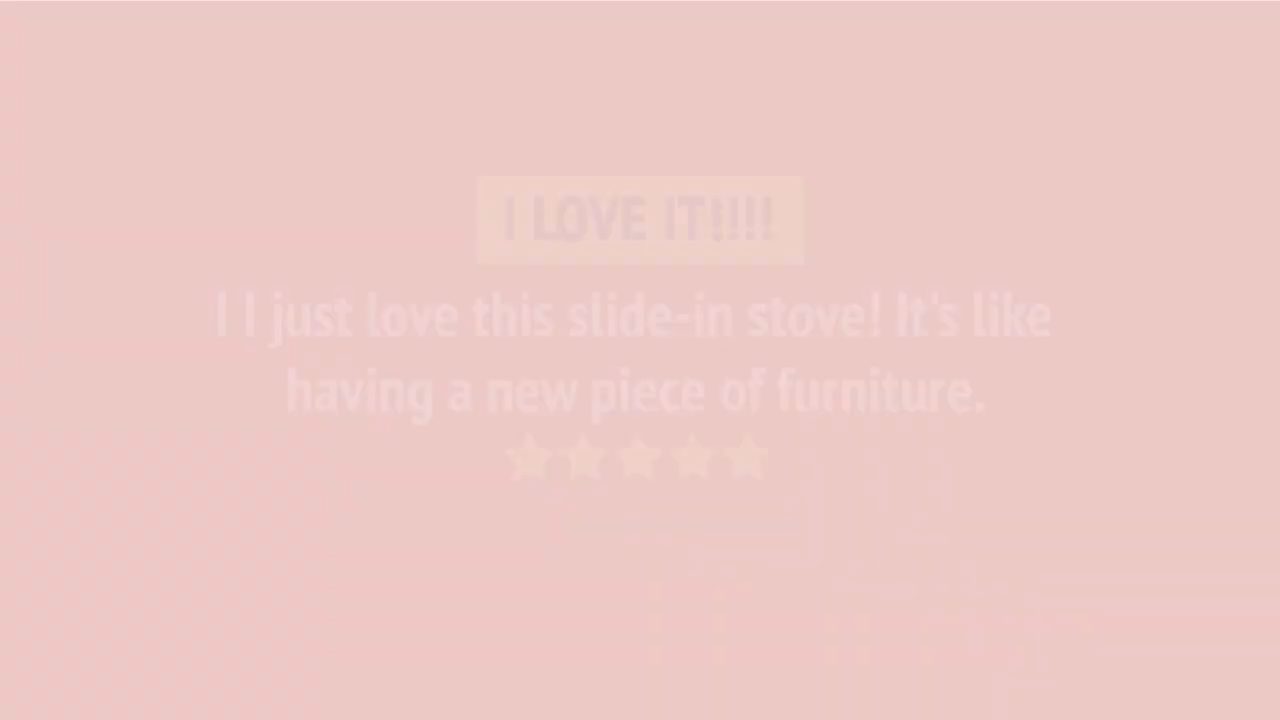 I LOVE IT!!!!
I I just love this slide-in stove! It's like
having a new piece of furniture.